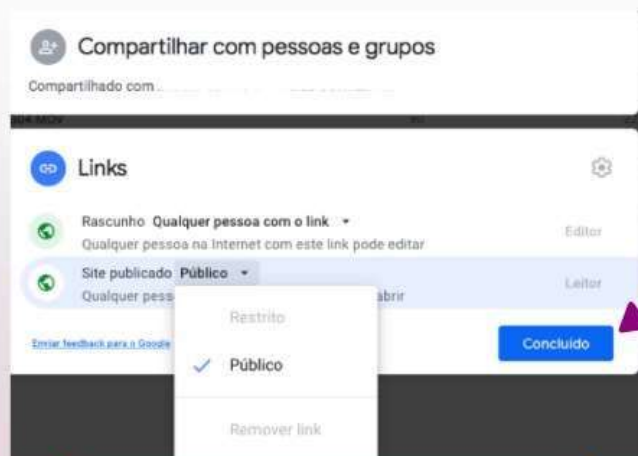 Compartilhar com pessoas e grupos
Compartilhado com
504.MOV
Links
Rascunho Qualquer pessoa com o link
Editor
Qualquer pessoa na Internet com este link pode editar
Site publicado Público
Leitor
Qualquer pess
abrir
Restrito
Enviar feedback para o Google
Concluído
Público
Remover link